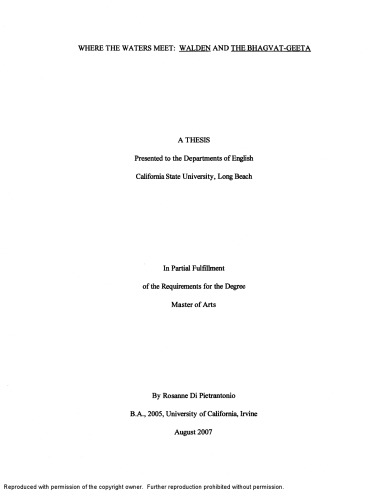 WHERE THE WATERS MEET: WALDEN AND THE BHAGVAT-GEETA
A THESIS
Presented to the Departments of English
California State University, Long Beach
In Partial Fulfillment
of the Requirements for the Degree
Master of Arts
By Rosanne Di Pietrantonio
B.A., 2005, University of California, Irvine
August 2007
Reproduced with permission of the copyright owner. Further reproduction prohibited without permission.